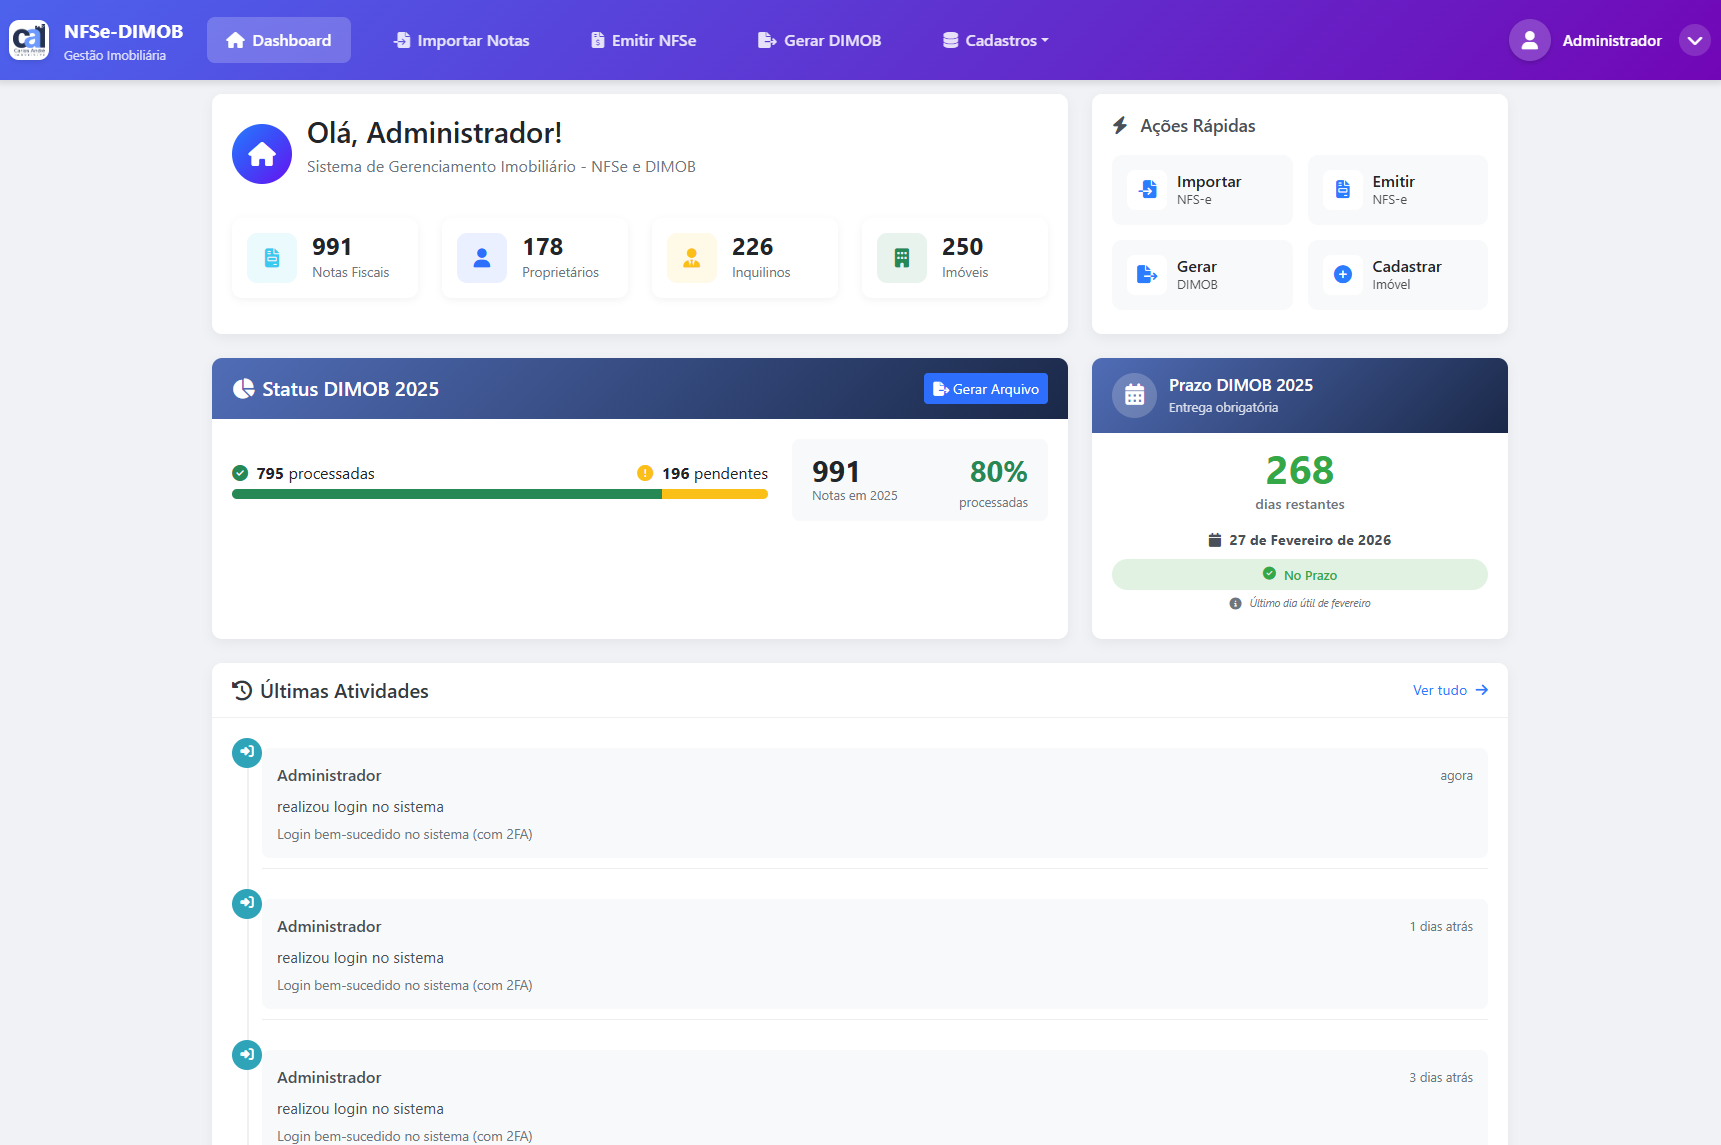 cal
NFSe-DIMOB
Gestão Imobiliária
Dashboard
Importar Notas
Emitir NFSe
Gerar DIMOB
Cadastros
Administrador
Olá, Administrador!
Sistema de Gerenciamento Imobiliário - NFSe e DIMOB
991
Notas Fiscais
178
Proprietários
226
Inquilinos
250
Imóveis
Ações Rápidas
Importar
NFS-e
Emitir
NFS-e
Gerar
DIMOB
Cadastrar
Imóvel
Status DIMOB 2025
Gerar Arquivo
795 processadas
196 pendentes
991
Notas em 2025
80%
processadas
Prazo DIMOB 2025
Entrega obrigatória
268
dias restantes
27 de Fevereiro de 2026
No Prazo
Último dia útil de fevereiro
Últimas Atividades
Ver tudo
Administrador
agora
realizou login no sistema
Login bem-sucedido no sistema (com 2FA)
Administrador
1 dias atrás
realizou login no sistema
Login bem-sucedido no sistema (com 2FA)
Administrador
3 dias atrás
realizou login no sistema
Login bem-sucedido no sistema (com 2FA)